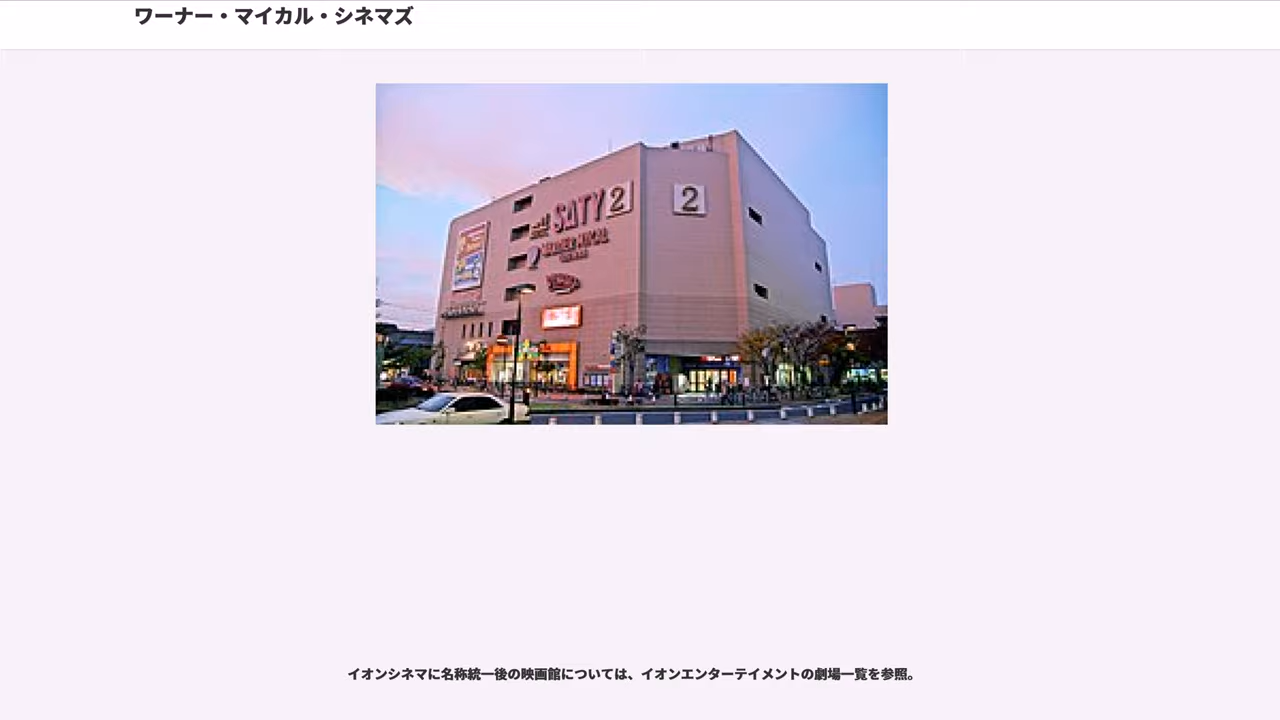 ワーナー・マイカル・シネマズ
SATY 2
2
WARNER MYCAL
イオンシネマに名称統一後の映画館については、イオンエンターテイメントの劇場一覧を参照。